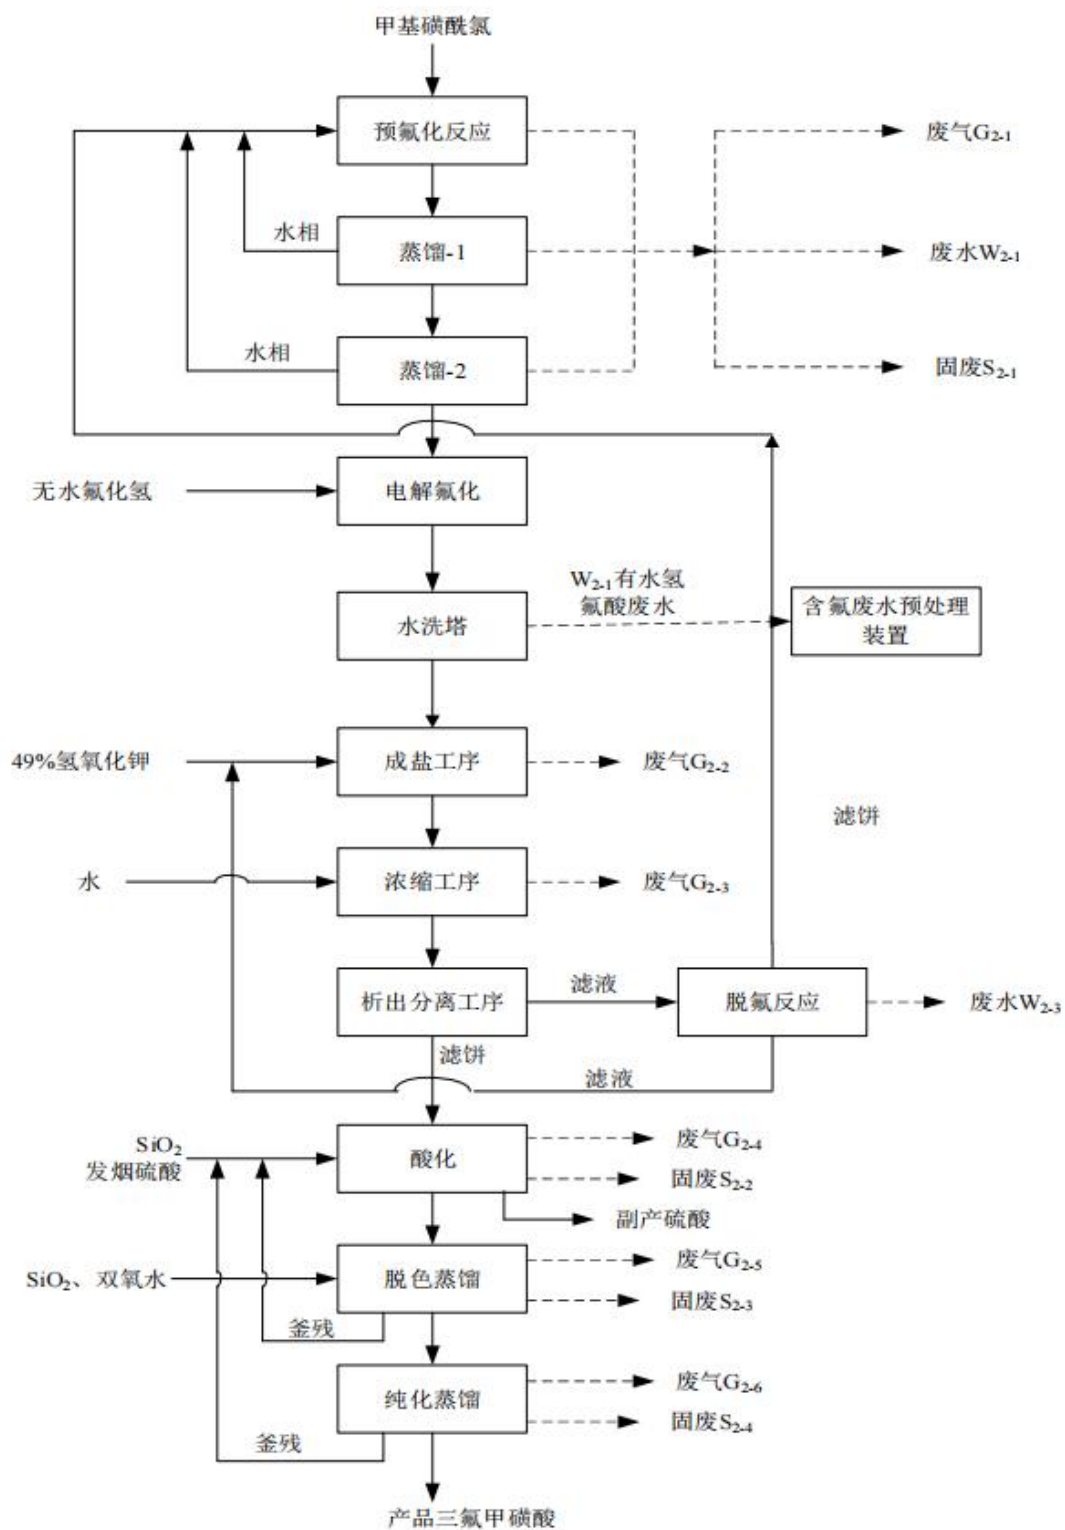 甲基磺酰氯
预氟化反应
废气G2-1
水相
蒸馏-1
废水W2-1
水相
蒸馏-2
固废S2-1
无水氟化氢
电解氟化
W2-1有水氢
氟酸废水
水洗塔
含氟废水预处理
装置
49%氢氧化钾
成盐工序
废气G2-2
滤饼
水
浓缩工序
废气G2-3
析出分离工序
滤液
脱氟反应
废水W2-3
滤饼
滤液
SiO2
发烟硫酸
酸化
废气G2-4
固废S2-2
副产硫酸
SiO2、双氧水
脱色蒸馏
废气G2-5
固废S2-3
釜残
纯化蒸馏
废气G2-6
固废S2-4
釜残
产品三氟甲磺酸